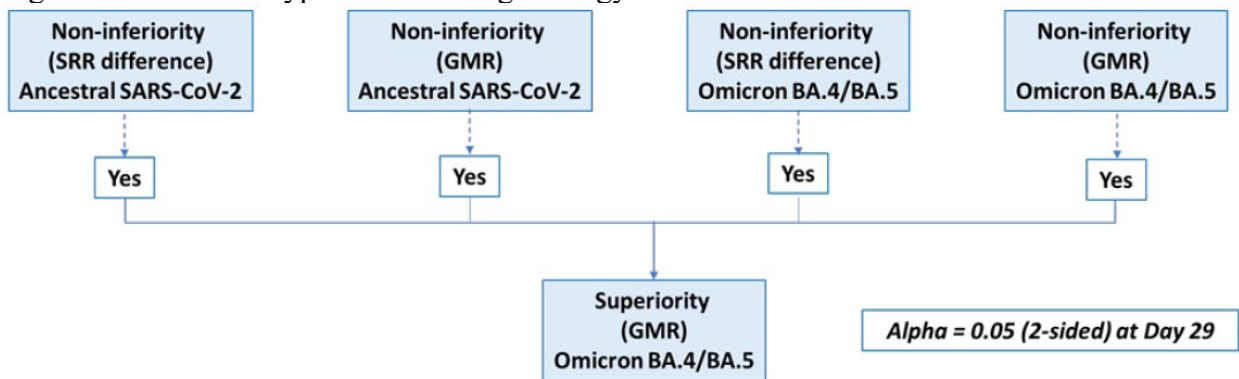 Non-inferiority
(SRR difference)
Ancestral SARS-CoV-2
Non-inferiority
(GMR)
Ancestral SARS-CoV-2
Non-inferiority
(SRR difference)
Omicron BA.4/BA.5
Non-inferiority
(GMR)
Omicron BA.4/BA.5
Yes
Yes
Yes
Yes
Superiority
(GMR)
Omicron BA.4/BA.5
Alpha = 0.05 (2-sided) at Day 29